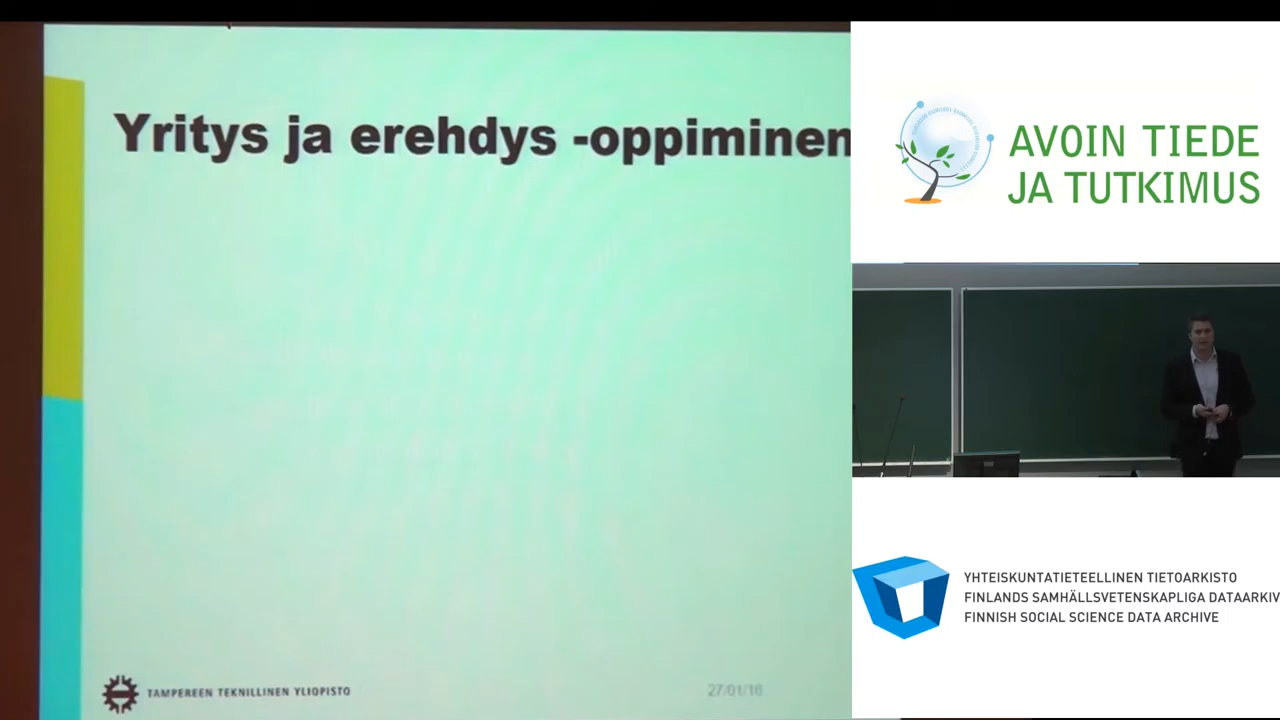 Yritys ja erehdys -oppiminen
TAMPEREEN TEKNILLINEN YLIOPISTO
27/01/16
AVOIN TIEDE
JA TUTKIMUS
YHTEISKUNTATIETEELLINEN TIETOARKISTO
FINLANDS SAMHÄLLSVETENSKAPLIGA DATAARKIV
FINNISH SOCIAL SCIENCE DATA ARCHIVE